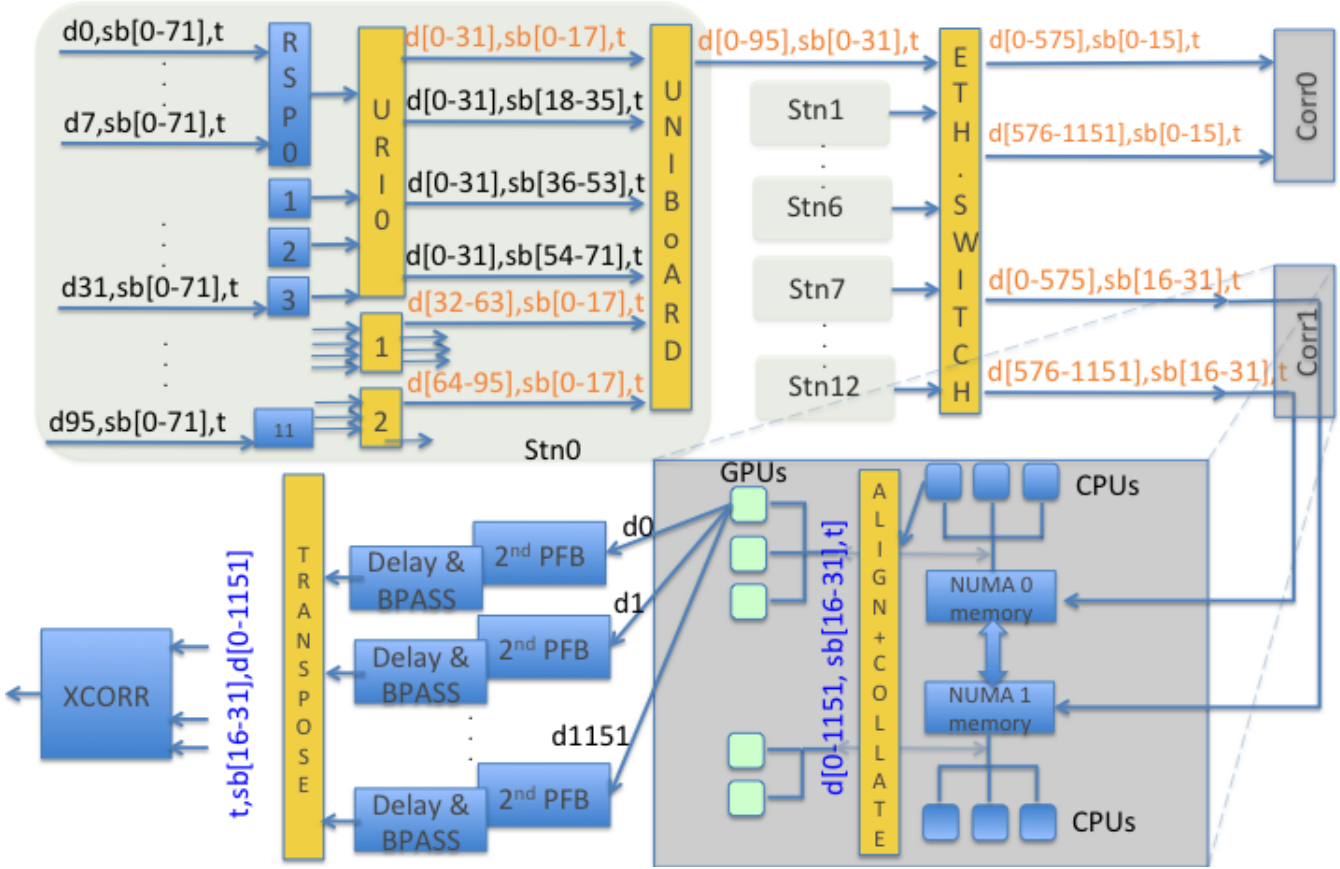 d0,sb[0-71],t
d7,sb[0-71],t
d31,sb[0-71],t
d95,sb[0-71],t
RSP0
1
2
3
11
URI0
1
2
d[0-31],sb[0-17],t
d[0-31],sb[18-35],t
d[0-31],sb[36-53],t
d[0-31],sb[54-71],t
d[32-63],sb[0-17],t
d[64-95],sb[0-17],t
Stn0
UNIBoARD
d[0-95],sb[0-31],t
Stn1
Stn6
Stn7
Stn12
ETH.SWITCH
d[0-575],sb[0-15],t
d[576-1151],sb[0-15],t
d[0-575],sb[16-31],t
d[576-1151],sb[16-31],t
Corr0
Corr1
GPUs
d[0-1151, sb[16-31],t]
ALIGN+COLLATE
CPUs
NUMA 0
memory
NUMA 1
memory
CPUs
d0
d1
d1151
2nd PFB
Delay &
BPASS
2nd PFB
Delay &
BPASS
2nd PFB
Delay &
BPASS
TRANSPOSE
t,sb[16-31],d[0-1151]
XCORR